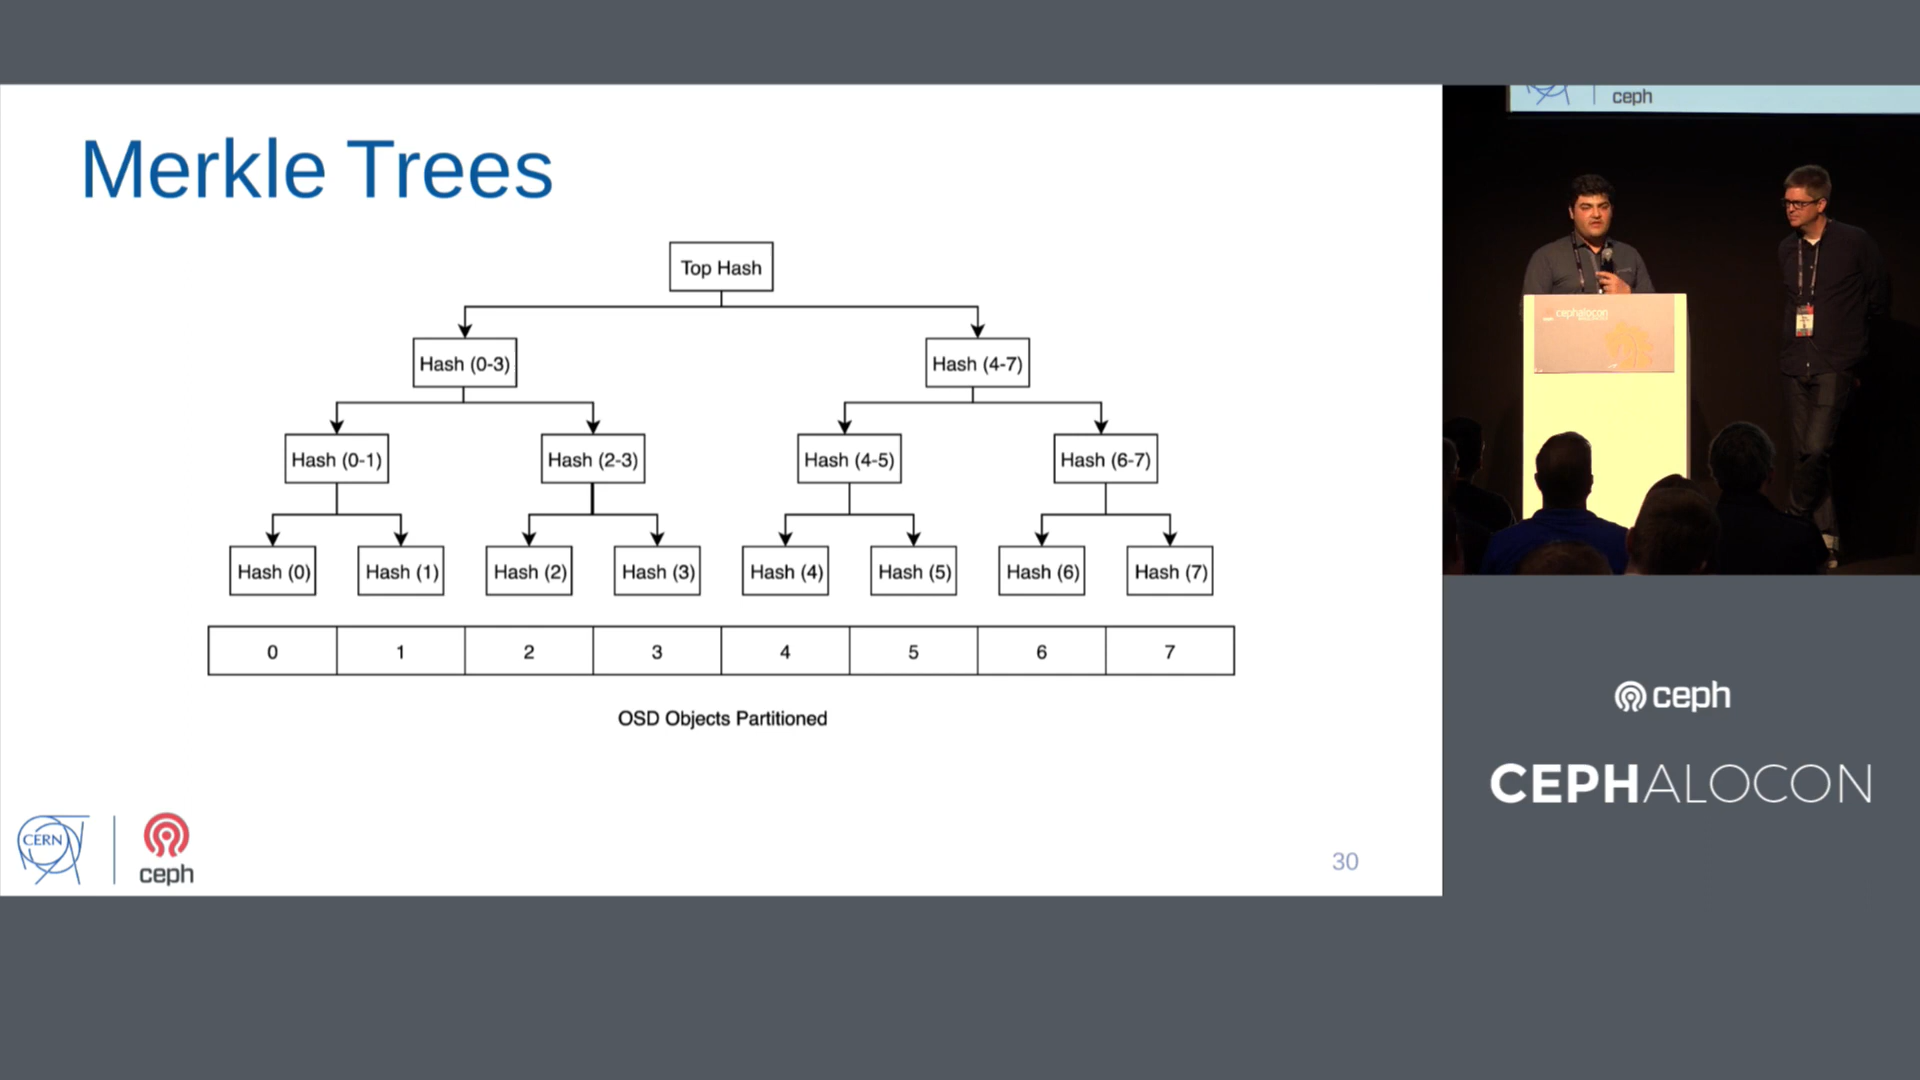 Merkle Trees
Top Hash
Hash (0-3)
Hash (4-7)
Hash (0-1)
Hash (2-3)
Hash (4-5)
Hash (6-7)
Hash (0)
Hash (1)
Hash (2)
Hash (3)
Hash (4)
Hash (5)
Hash (6)
Hash (7)
0
1
2
3
4
5
6
7
OSD Objects Partitioned
CERN
ceph
30
ceph
cephalocon
ceph
CEPHALOCON